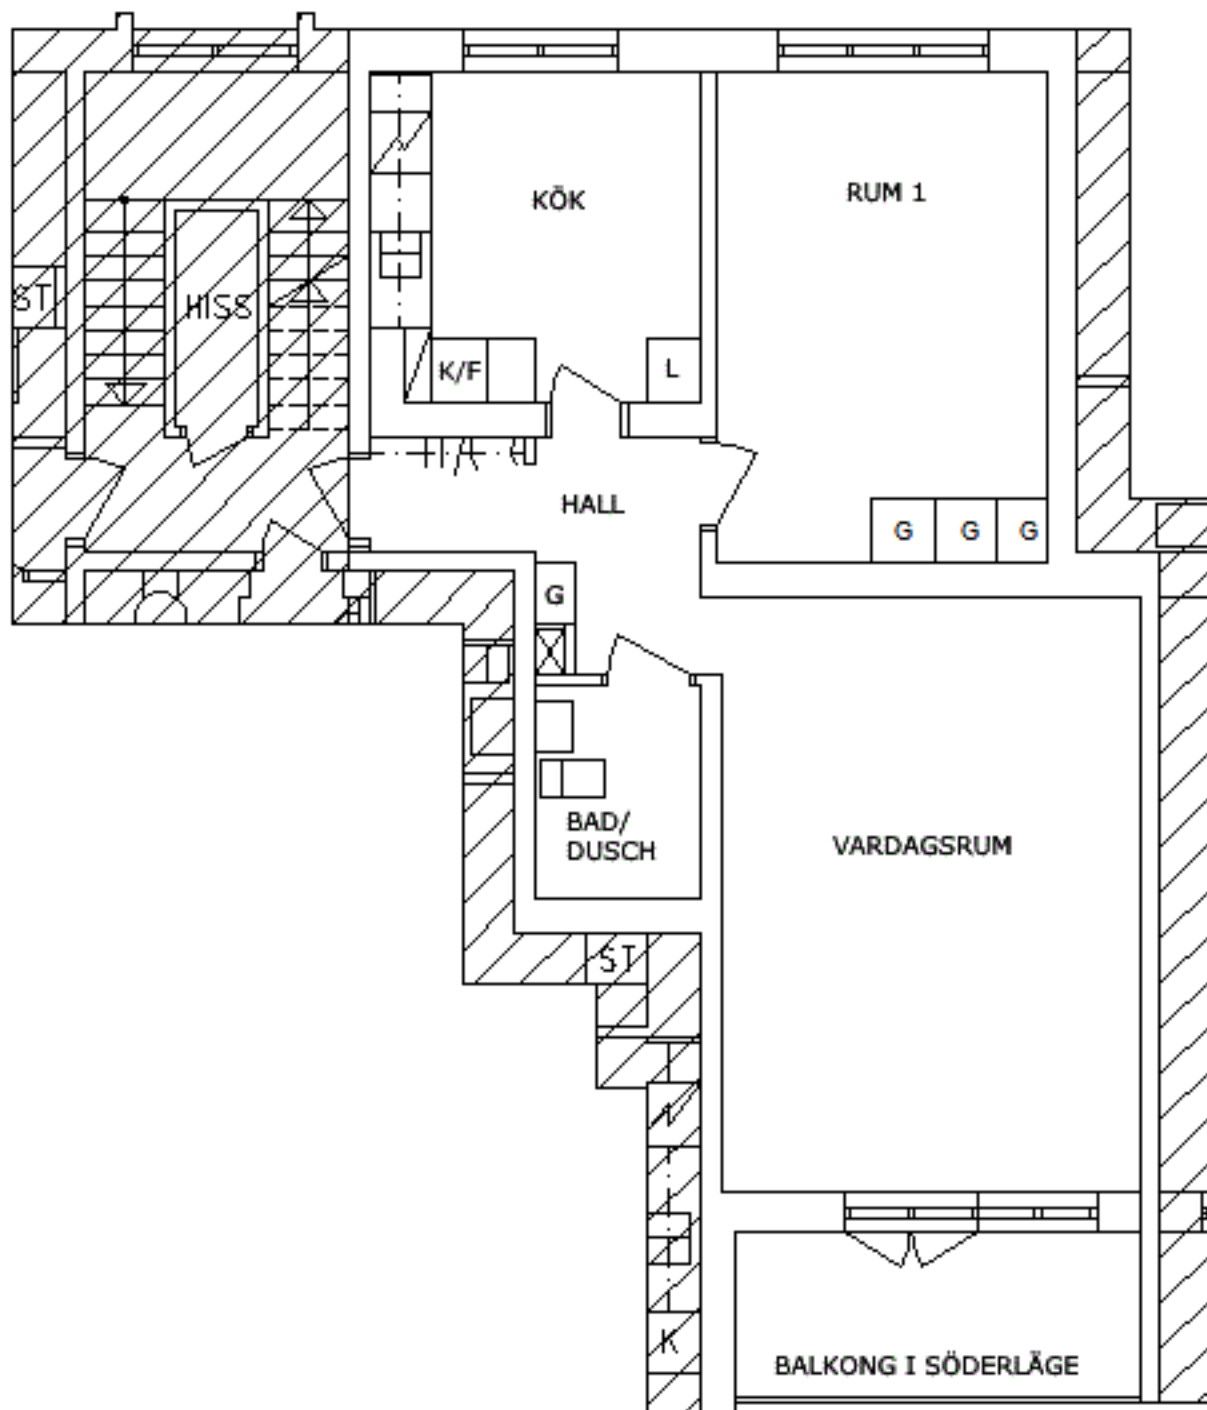 KÖK
RUM 1
ST
HISS
K/F
L
HALL
G G G
G
BAD/
DUSCH
VARDAGSRUM
ST
K
BALKONG I SÖDERLÄGE